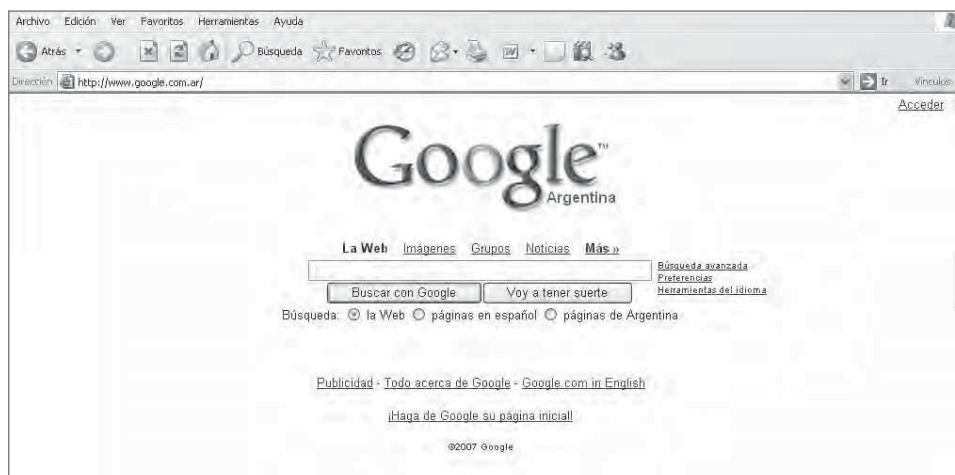 Archivo Edición Ver Favoritos Herramientas Ayuda
Atrás Búsqueda Favoritos
Dirección http://www.google.com.ar/ Ir Vínculos
Acceder
Google™
Argentina
La Web Imágenes Grupos Noticias Más »
Búsqueda avanzada
Preferencias
Herramientas del idioma
Buscar con Google Voy a tener suerte
Búsqueda: la Web páginas en español páginas de Argentina
Publicidad - Todo acerca de Google - Google.com in English
¡Haga de Google su página inicial!
©2007 Google